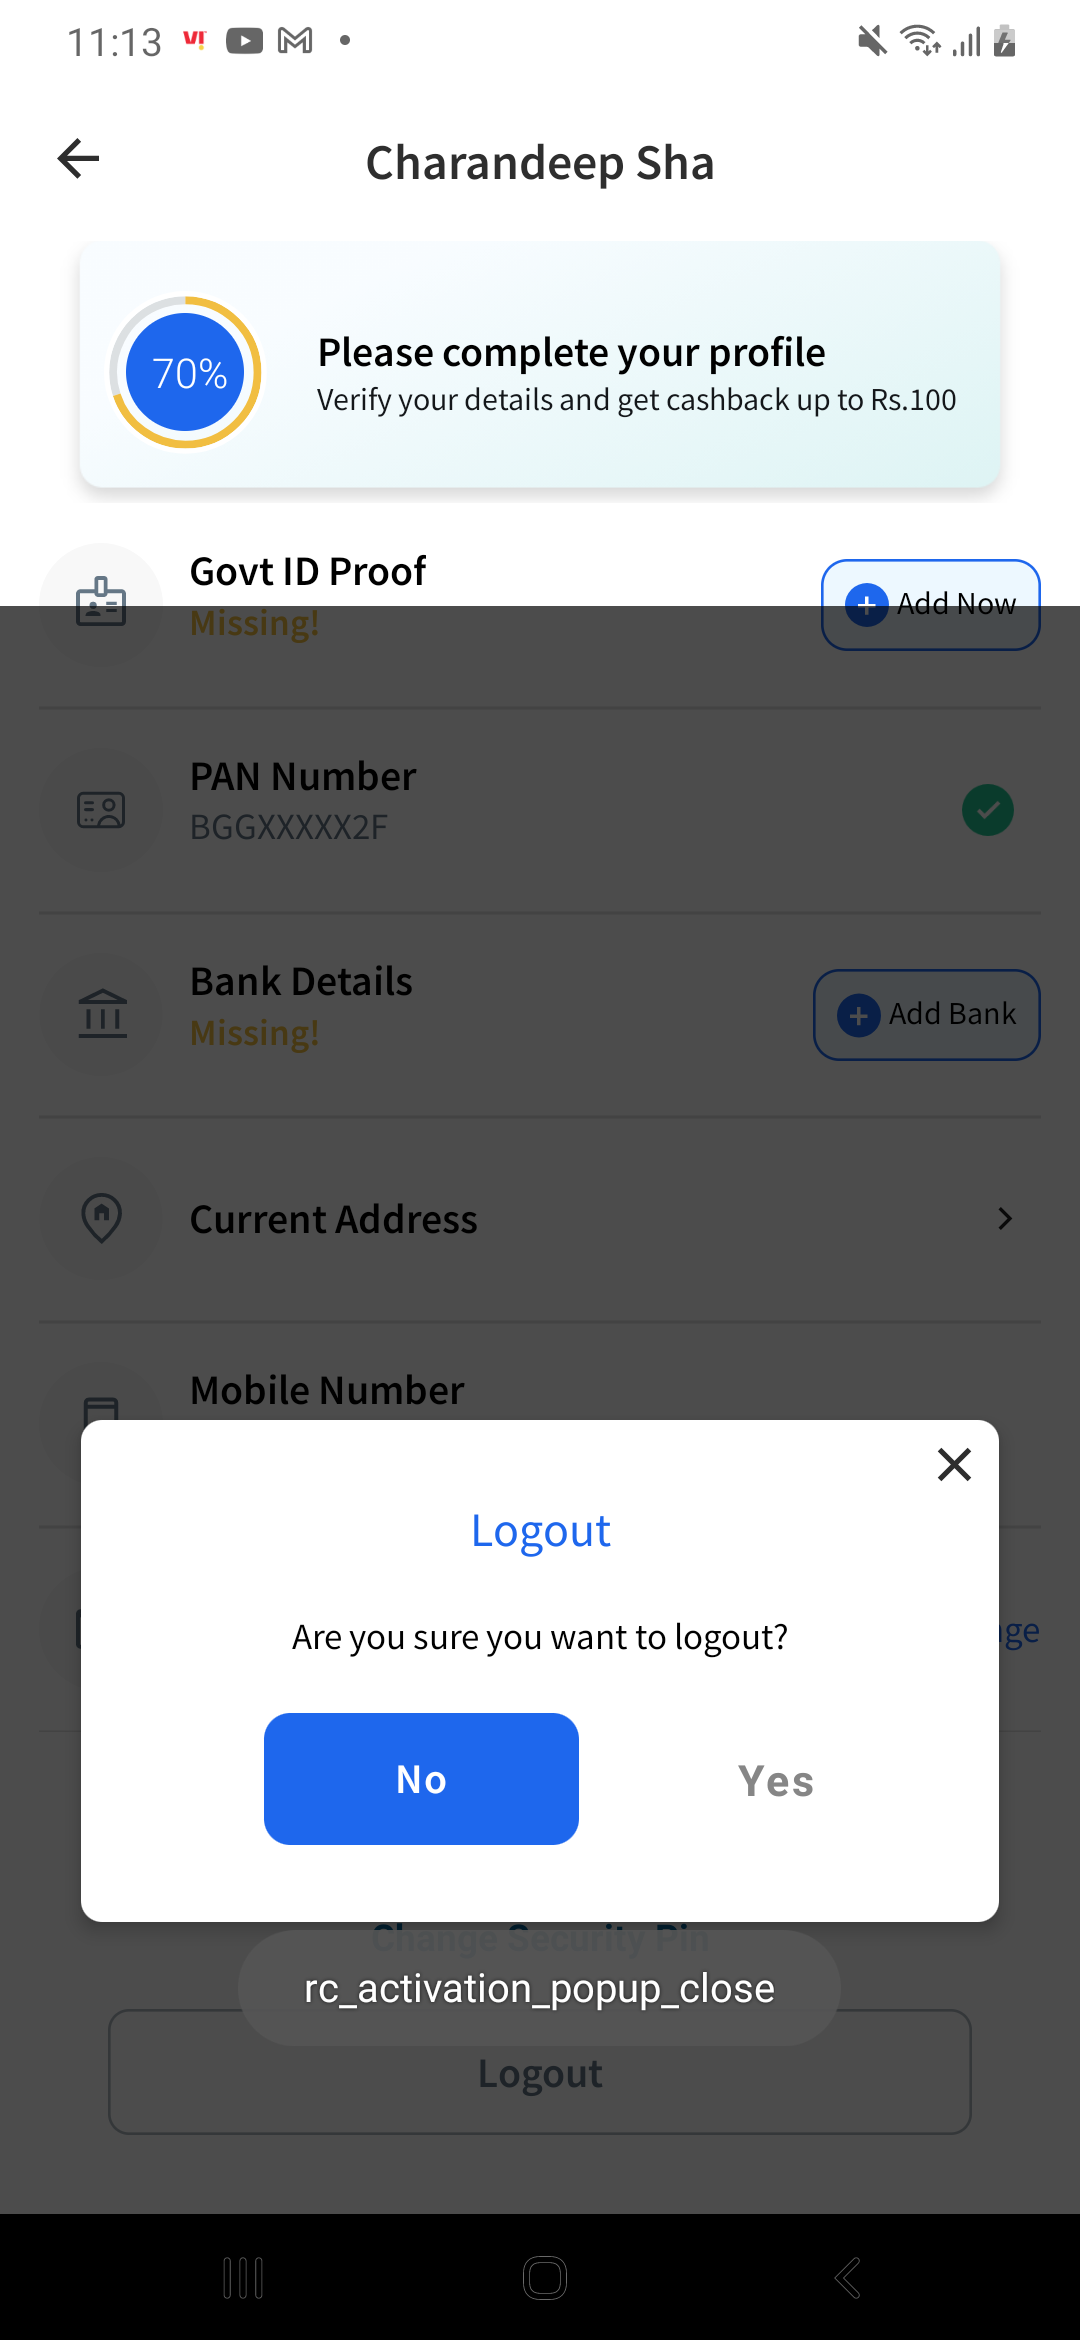 11:13
Charandeep Sha
70%
Please complete your profile
Verify your details and get cashback up to Rs.100
Govt ID Proof
Missing!
Add Now
PAN Number
BGGXXXXX2F
Bank Details
Missing!
Add Bank
Current Address
Mobile Number
Logout
Are you sure you want to logout?
nge
No
Yes
Change Security Pin
rc_activation_popup_close
Logout